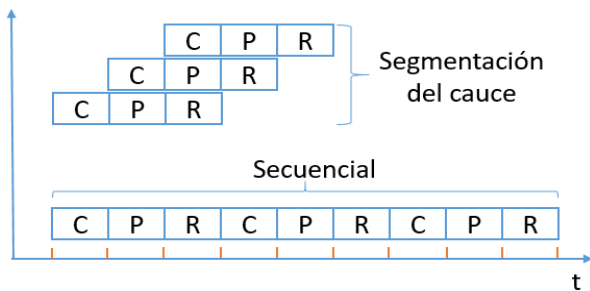 C P R
C P R
C P R
Segmentación
del cauce
Secuencial
C P R C P R C P R
t